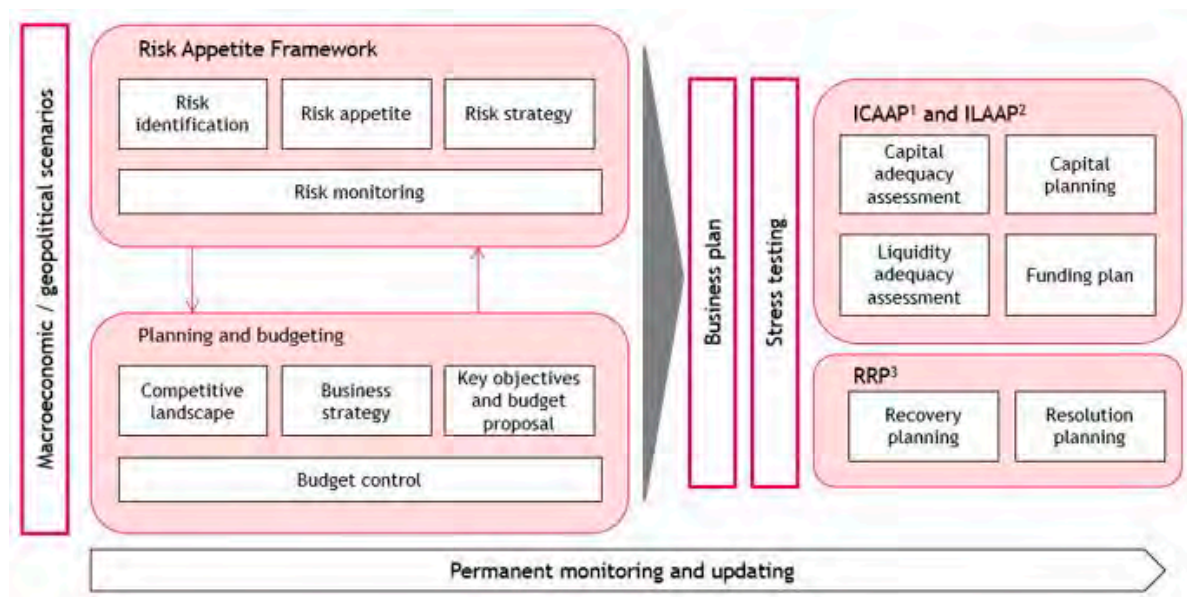 Macroeconomic / geopolitical scenarios
Risk Appetite Framework
Risk
identification
Risk appetite
Risk strategy
Risk monitoring
Planning and budgeting
Competitive
landscape
Business
strategy
Key objectives
and budget
proposal
Budget control
Business plan
Stress testing
ICAAP¹ and ILAAP²
Capital
adequacy
assessment
Capital
planning
Liquidity
adequacy
assessment
Funding plan
RRP³
Recovery
planning
Resolution
planning
Permanent monitoring and updating